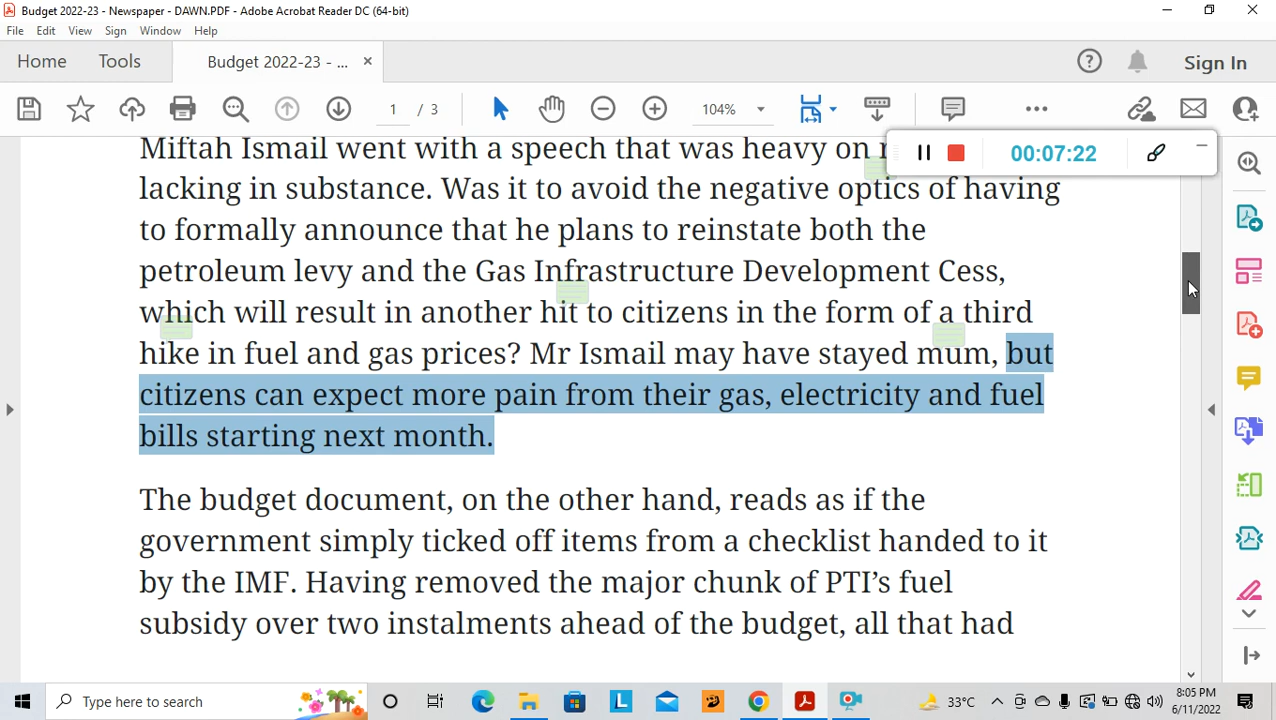 Budget 2022-23 - Newspaper - DAWN.PDF - Adobe Acrobat Reader DC (64-bit)
File Edit View Sign Window Help
Home Tools Budget 2022-23 - ... × Sign In
1 / 3 104%
00:07:22
Miftah Ismail went with a speech that was heavy on
lacking in substance. Was it to avoid the negative optics of having
to formally announce that he plans to reinstate both the
petroleum levy and the Gas Infrastructure Development Cess,
which will result in another hit to citizens in the form of a third
hike in fuel and gas prices? Mr Ismail may have stayed mum, but
citizens can expect more pain from their gas, electricity and fuel
bills starting next month.
The budget document, on the other hand, reads as if the
government simply ticked off items from a checklist handed to it
by the IMF. Having removed the major chunk of PTI’s fuel
subsidy over two instalments ahead of the budget, all that had
Type here to search
33°C
8:05 PM
6/11/2022